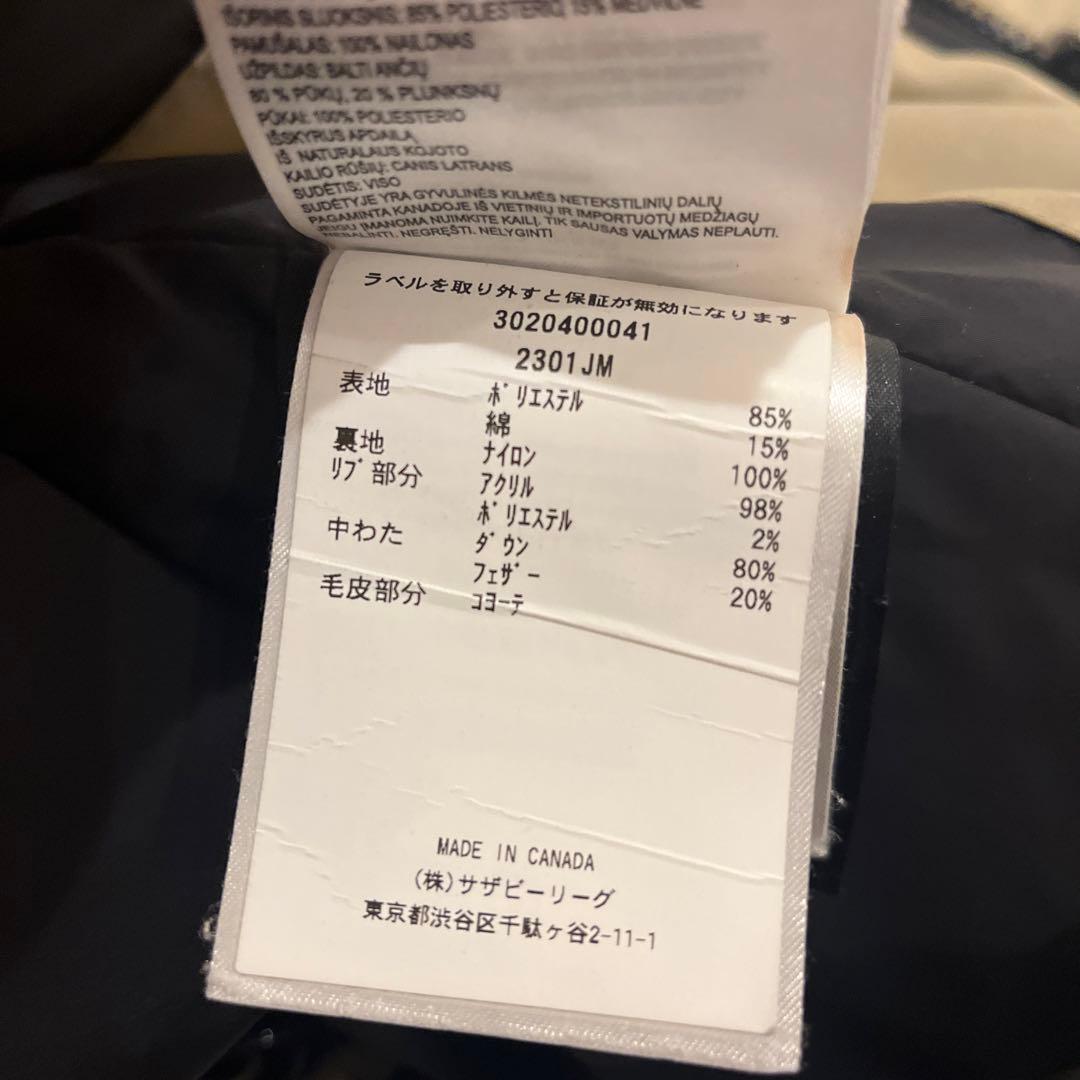 IŠORINIS SLUOKSNIS: 85% POLIESTERIO 15% MEDVILNĖ
PAMUŠALAS: 100% NAILONAS
UŽPILDAS: BALTI ANČIŲ
80 % PŪKŲ, 20 % PLUNKSNŲ
PŪKAI: 100% POLIESTERIO
IŠSKYRUS APDAILĄ
IŠ NATURALAUS KOJOTO
KAILIO RŪŠIŲ: CANIS LATRANS
SUDĖTIS: VISO
SUDĖTYJE YRA GYVULINĖS KILMĖS NETEKSTILINIŲ DALIŲ
PAGAMINTA KANADOJE IŠ VIETINIŲ IR IMPORTUOTŲ MEDŽIAGŲ
JEIGU ĮMANOMA NUIMKITE KAILĮ, TIK SAUSAS VALYMAS NEPLAUTI.
NEBALINTI. NEGRĘŠTI. NELYGINTI
ラベルを取り外すと保証が無効になります
3020400041
2301JM
表地 ポリエステル 85%
綿 15%
裏地 ナイロン 100%
リブ部分 アクリル 98%
ポリエステル 2%
中わた ダウン 80%
フェザー 20%
毛皮部分 コヨーテ
MADE IN CANADA
(株)サザビーリーグ
東京都渋谷区千駄ヶ谷2-11-1